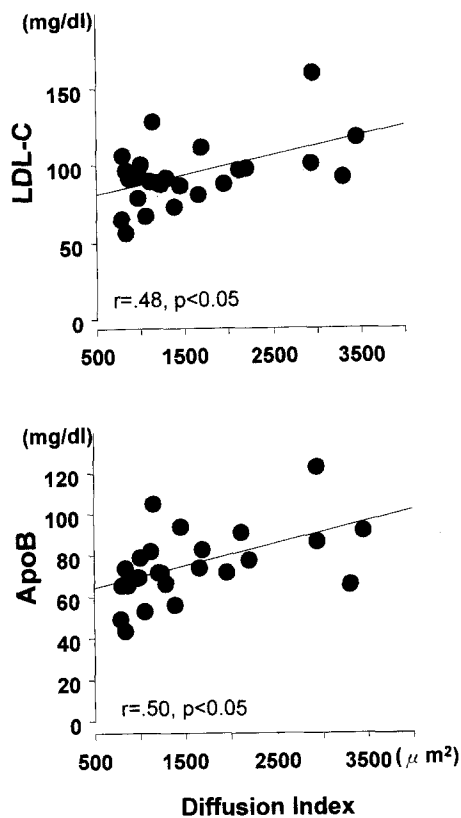 (mg/dl)
150
100
50
0
LDL-C
r=.48, p<0.05
500 1500 2500 3500
(mg/dl)
120
100
80
60
40
20
0
ApoB
r=.50, p<0.05
500 1500 2500 3500 (μm²)
Diffusion Index